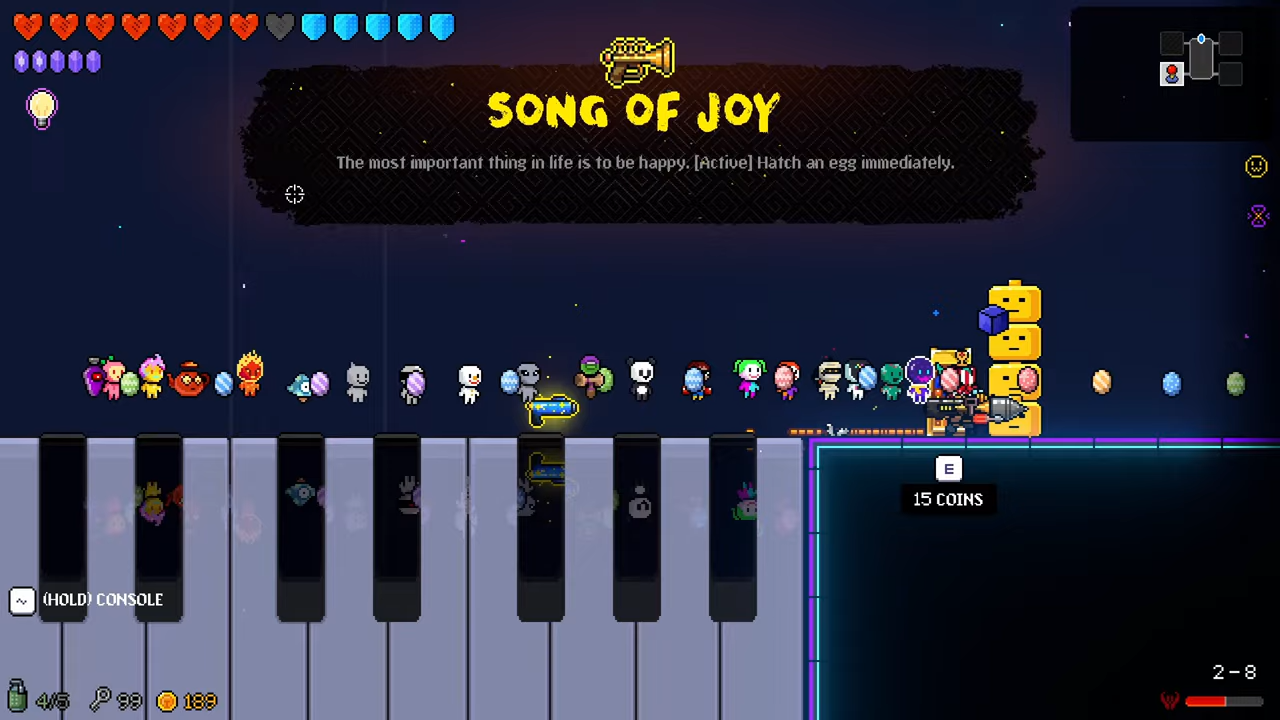 SONG OF JOY
The most important thing in life is to be happy. [Active] Hatch an egg immediately.
E
15 COINS
~ (HOLD) CONSOLE
2-8
4/5 99 189